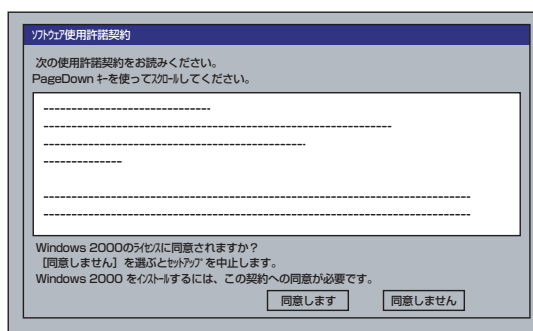 ソフトウェア使用許諾契約
次の使用許諾契約をお読みください。
PageDown キーを使ってスクロールしてください。
Windows 2000のライセンスに同意されますか？
［同意しません］を選ぶとセットアップを中止します。
Windows 2000 をインストールするには、この契約への同意が必要です。
同意します 同意しません